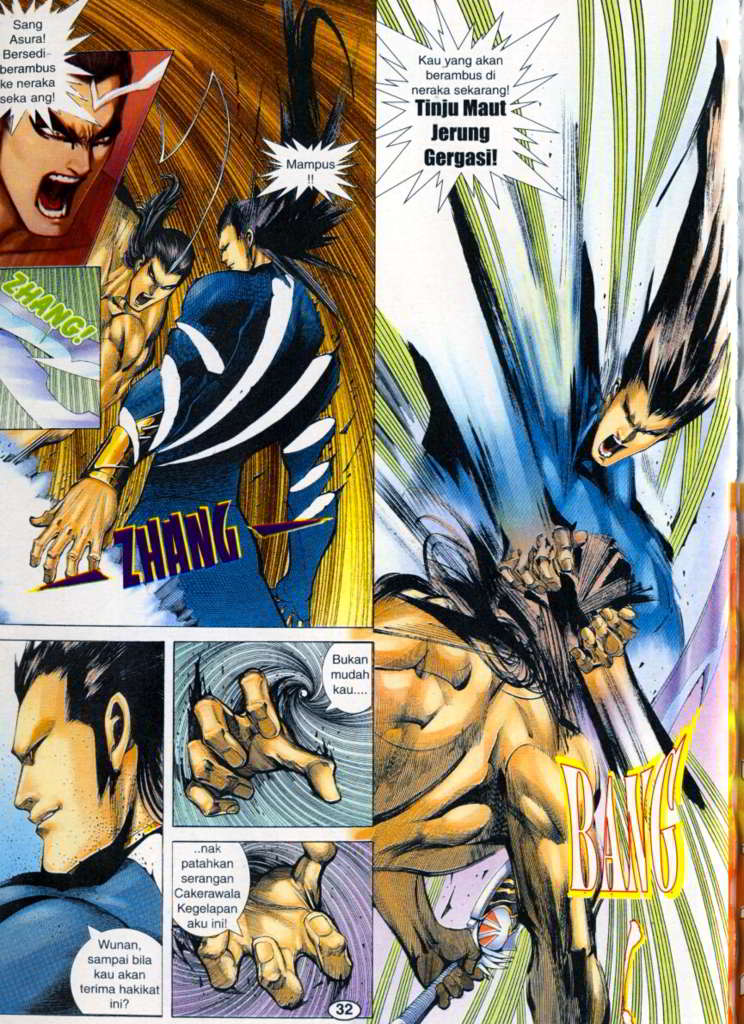 Sang
Asura!
Bersedi-
berambus
ke neraka
seka ang!
Mampus
!!
ZHANG!
ZHANG
Wunan,
sampai bila
kau akan
terima hakikat
ini?
Bukan
mudah
kau....
..nak
patahkan
serangan
Cakerawala
Kegelapan
aku ini!
32
Kau yang akan
berambus di
neraka sekarang!
Tinju Maut
Jerung
Gergasi!
BANG
!